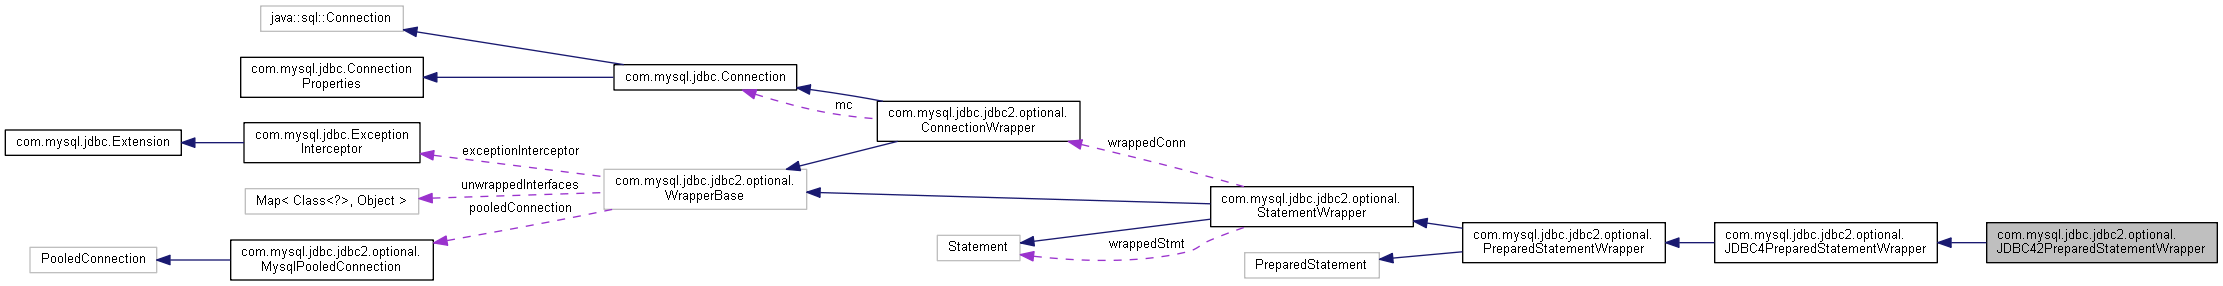 java::sql::Connection
com.mysql.jdbc.Connection
Properties
com.mysql.jdbc.Connection
mc
com.mysql.jdbc.jdbc2.optional.
ConnectionWrapper
com.mysql.jdbc.Extension
com.mysql.jdbc.Exception
Interceptor
exceptionInterceptor
wrappedConn
Map< Class<?>, Object >
unwrappedInterfaces
pooledConnection
com.mysql.jdbc.jdbc2.optional.
WrapperBase
com.mysql.jdbc.jdbc2.optional.
StatementWrapper
PooledConnection
com.mysql.jdbc.jdbc2.optional.
MysqlPooledConnection
Statement
wrappedStmt
PreparedStatement
com.mysql.jdbc.jdbc2.optional.
PreparedStatementWrapper
com.mysql.jdbc.jdbc2.optional.
JDBC4PreparedStatementWrapper
com.mysql.jdbc.jdbc2.optional.
JDBC42PreparedStatementWrapper